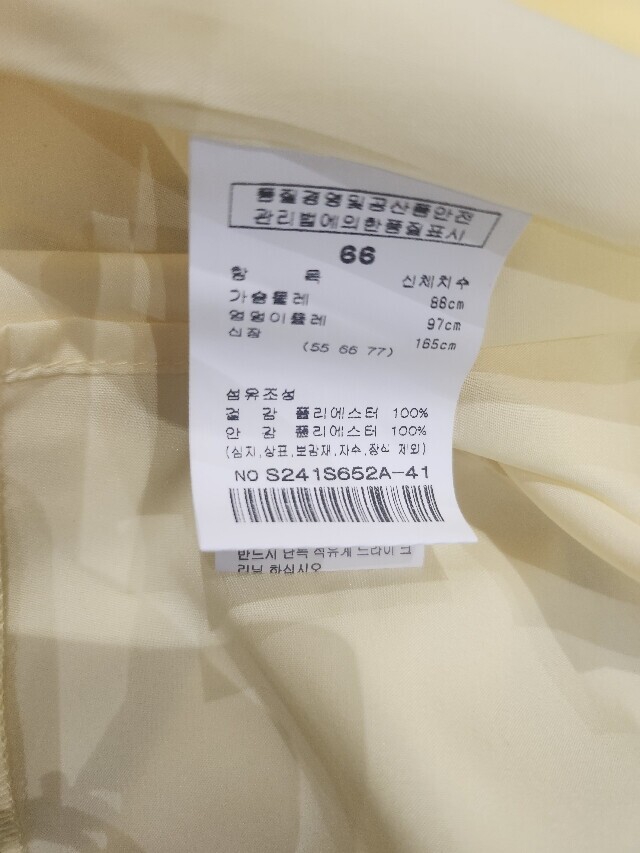 품질경영및공산품안전
관리법에의한품질표시
66
항 목 신체치수
가슴둘레 88cm
엉덩이둘레 97cm
신장 165cm
(55 66 77)
섬유조성
겉 감 폴리에스터 100%
안 감 폴리에스터 100%
(심지,상표,보강재,자수,장식 제외)
NO S241S652A-41
반드시 단독 석유계 드라이 크
리닝 하십시오